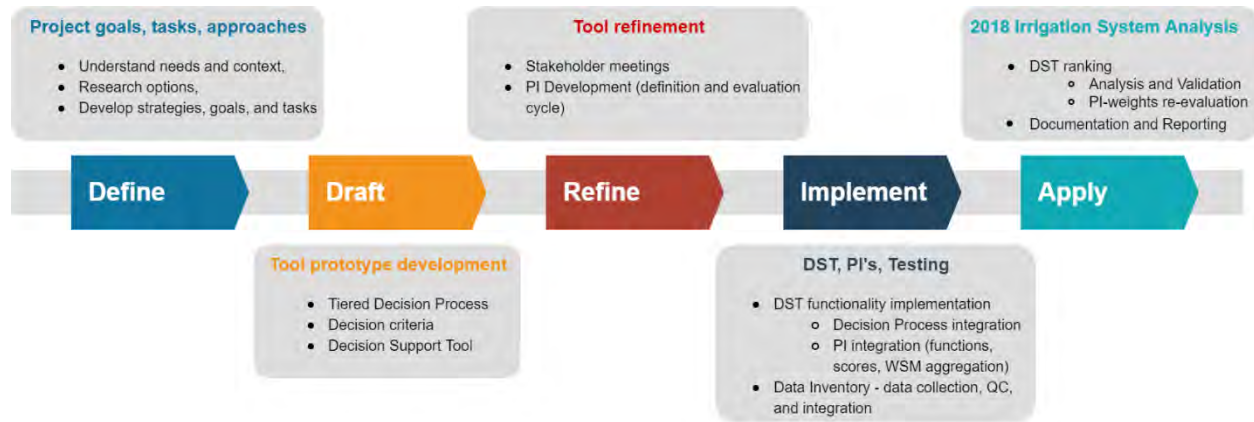 Project goals, tasks, approaches
Understand needs and context,
Research options,
Develop strategies, goals, and tasks
Tool refinement
Stakeholder meetings
PI Development (definition and evaluation
cycle)
2018 Irrigation System Analysis
DST ranking
Analysis and Validation
PI-weights re-evaluation
Documentation and Reporting
Define
Draft
Refine
Implement
Apply
Tool prototype development
Tiered Decision Process
Decision criteria
Decision Support Tool
DST, PI's, Testing
DST functionality implementation
Decision Process integration
PI integration (functions,
scores, WSM aggregation)
Data Inventory - data collection, QC,
and integration